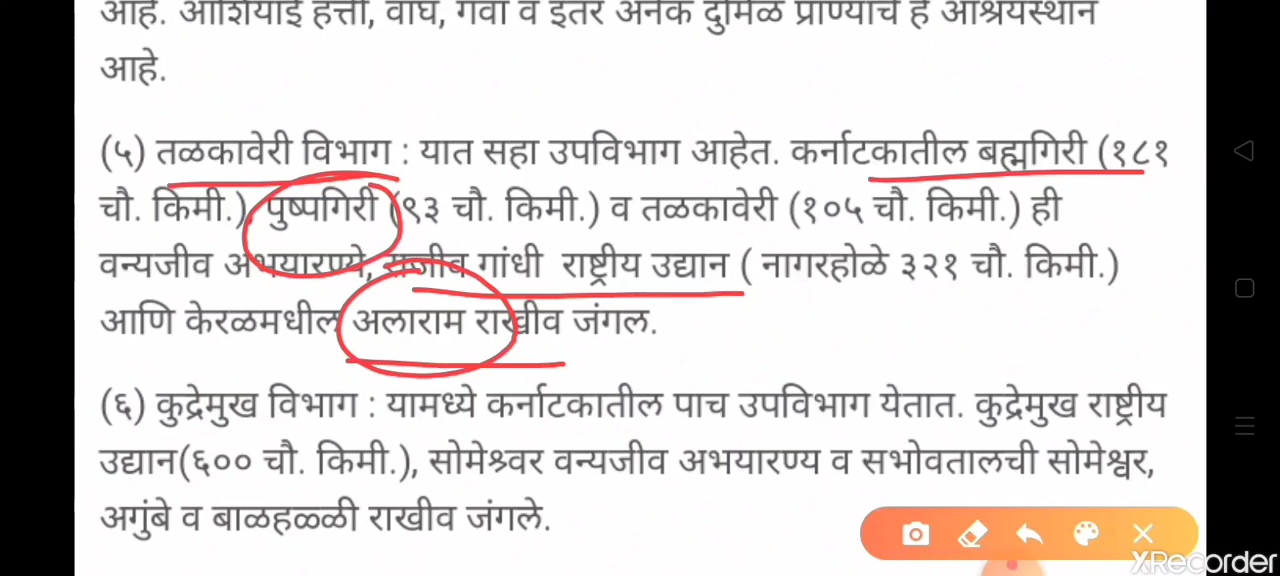 आहे. आशियाई हत्ती, वाघ, गवा व इतर अनेक दुर्मिळ प्राण्यांचे हे आश्रयस्थान
आहे.
(५) तळकावेरी विभाग : यात सहा उपविभाग आहेत. कर्नाटकातील बह्मगिरी (१८१
चौ. किमी.), पुष्पगिरी (९३ चौ. किमी.) व तळकावेरी (१०५ चौ. किमी.) ही
वन्यजीव अभयारण्ये, राजीव गांधी राष्ट्रीय उद्यान ( नागरहोळे ३२१ चौ. किमी.)
आणि केरळमधील अलाराम राखीव जंगल.
(६) कुद्रेमुख विभाग : यामध्ये कर्नाटकातील पाच उपविभाग येतात. कुद्रेमुख राष्ट्रीय
उद्यान(६०० चौ. किमी.), सोमेश्र्वर वन्यजीव अभयारण्य व सभोवतालची सोमेश्वर,
अगुंबे व बाळहळ्ळी राखीव जंगले.
XRecorder